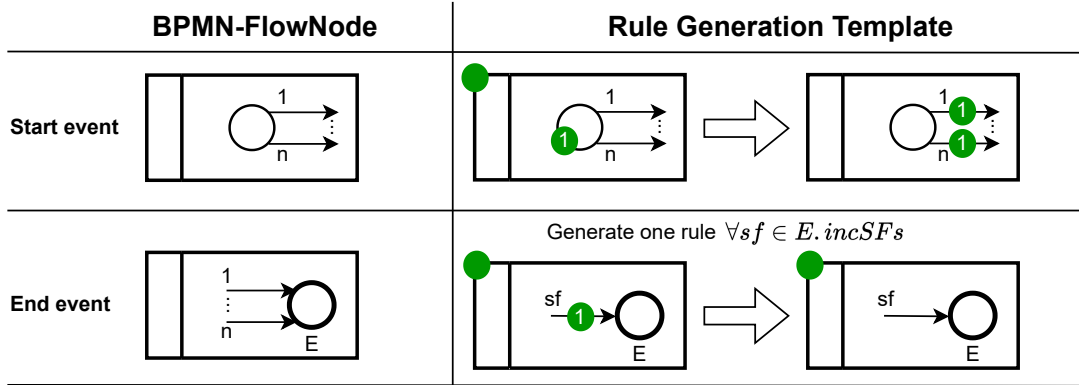 BPMN-FlowNode
Rule Generation Template
Start event
1
⋮
n
1
1
⋮
n
1
1
⋮
n
1
Generate one rule ∀sf ∈ E.incSFs
End event
1
⋮
n
E
sf
1
E
sf
E